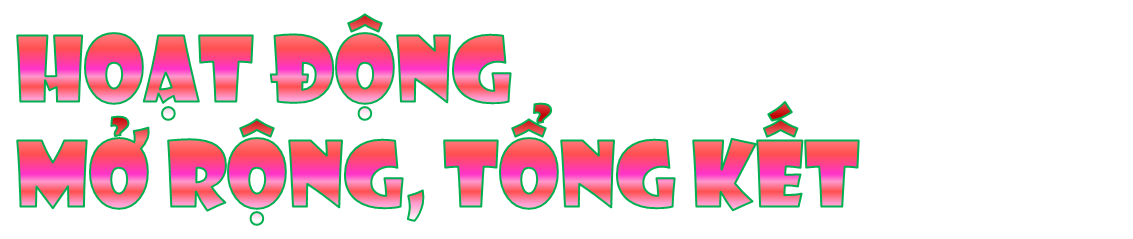 HOẠT ĐỘNG
MỞ RỘNG, TỔNG KẾT